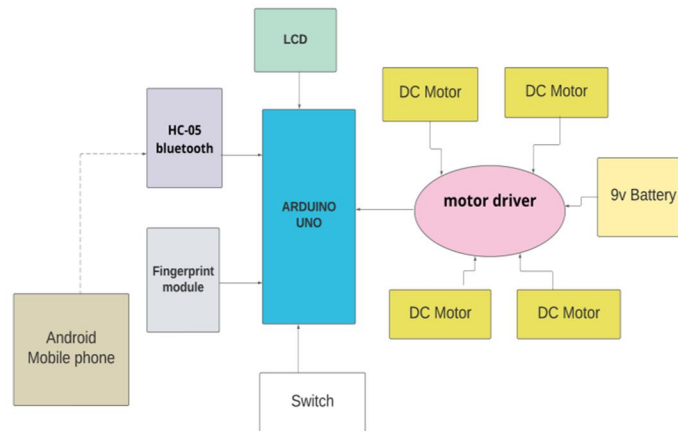 LCD
DC Motor
DC Motor
HC-05
bluetooth
ARDUINO
UNO
motor driver
9v Battery
Fingerprint
module
Android
Mobile phone
DC Motor
DC Motor
Switch